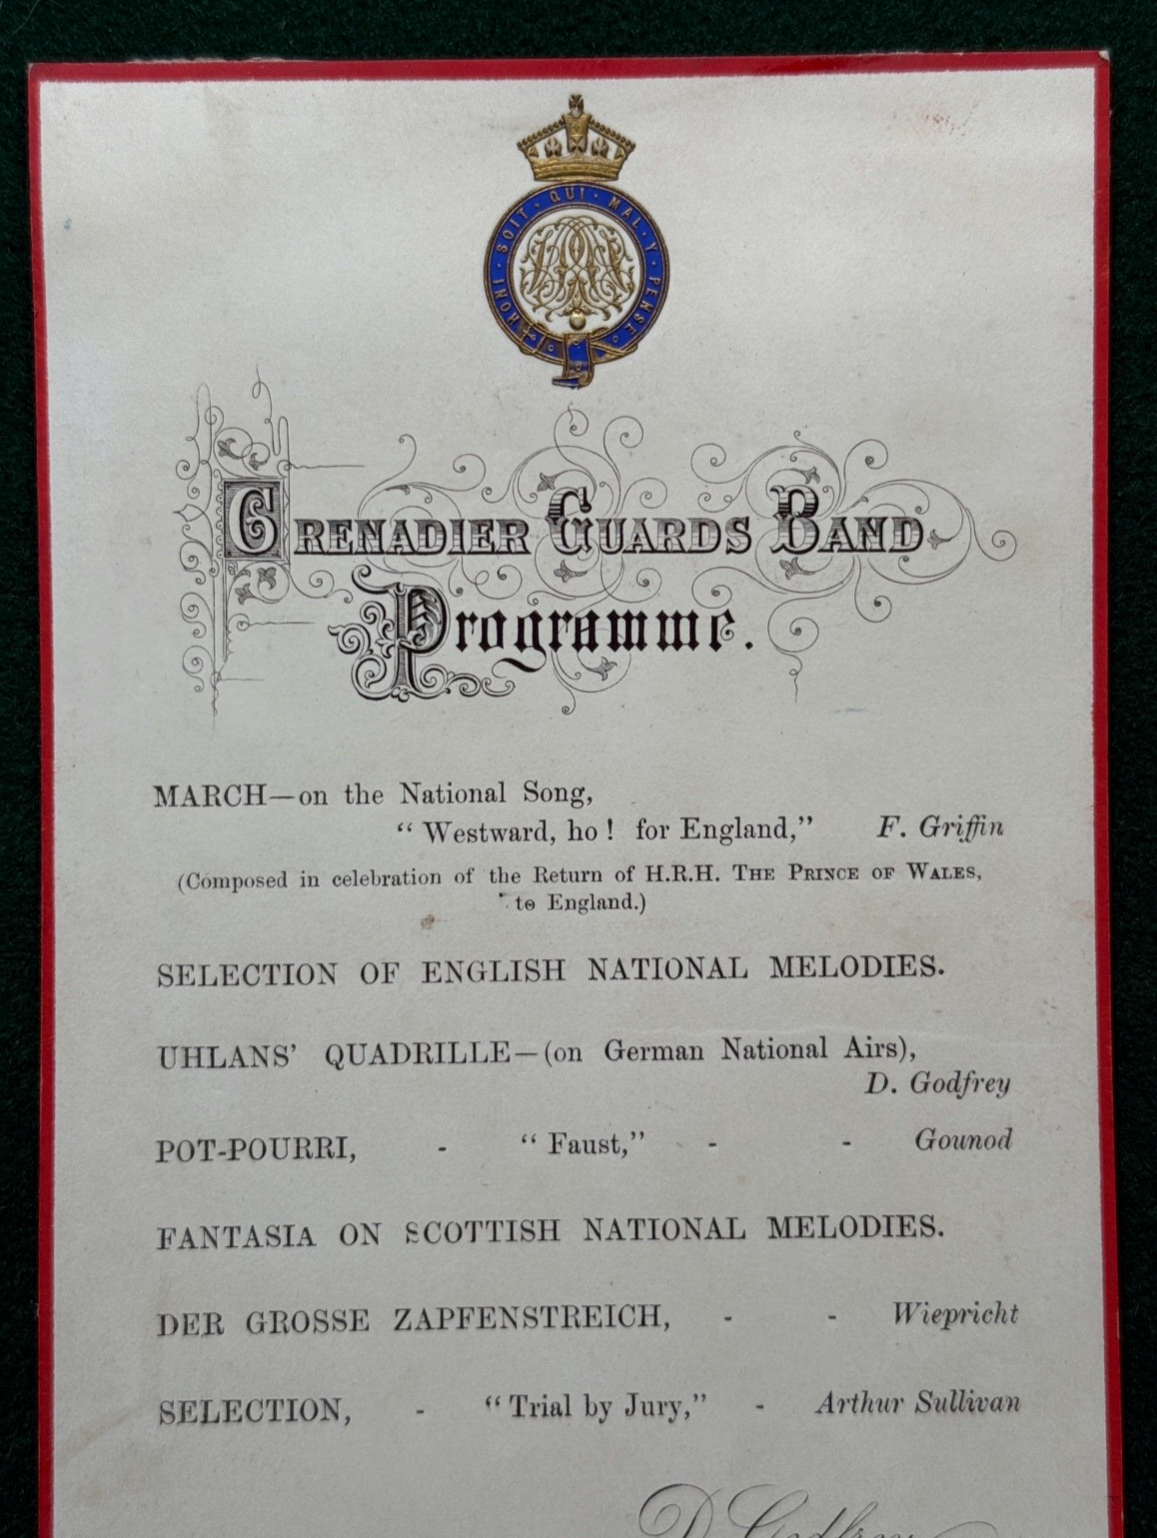 HONI · SOIT · QUI · MAL · Y · PENSE
GRENADIER GUARDS BAND
Programme.
MARCH—on the National Song,
“ Westward, ho ! for England,” F. Griffin
(Composed in celebration of the Return of H.R.H. THE PRINCE OF WALES,
to England.)
SELECTION OF ENGLISH NATIONAL MELODIES.
UHLANS’ QUADRILLE—(on German National Airs),
D. Godfrey
POT-POURRI, - “ Faust,” - - Gounod
FANTASIA ON SCOTTISH NATIONAL MELODIES.
DER GROSSE ZAPFENSTREICH, - - Wiepricht
SELECTION, - “Trial by Jury,” - Arthur Sullivan
D Godfrey